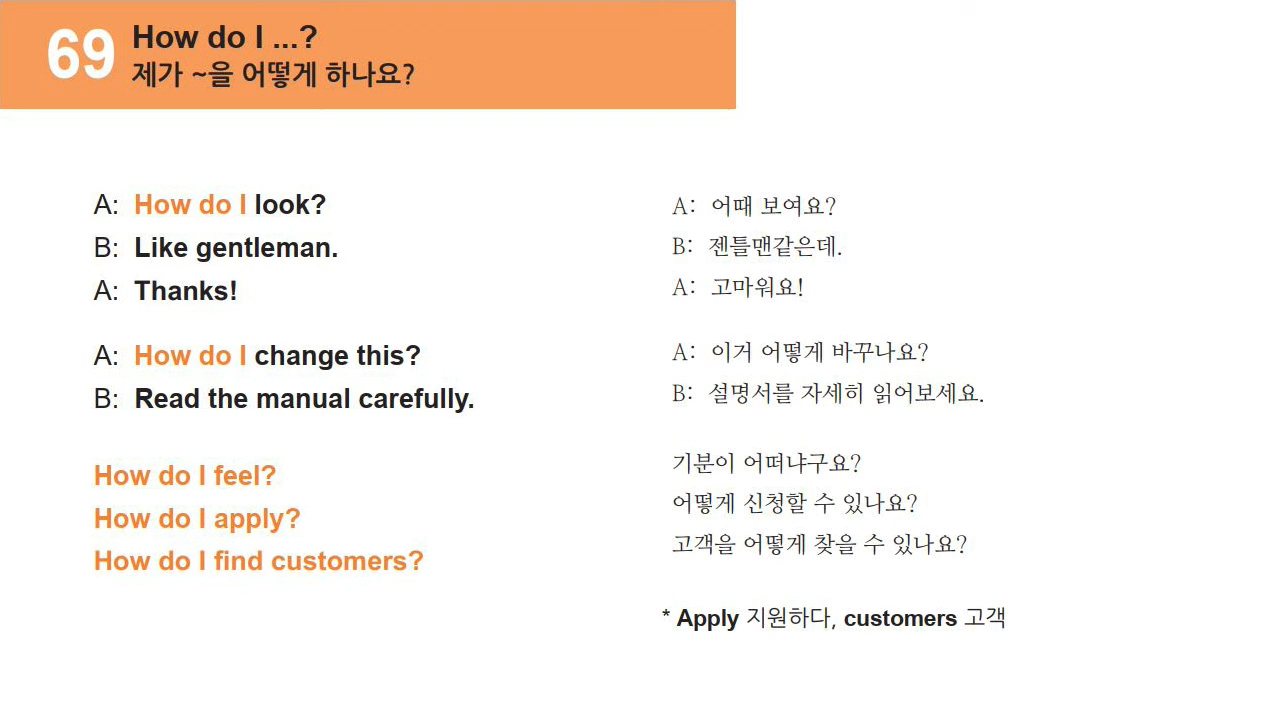 69
How do I ...?
제가 ~을 어떻게 하나요?
A: How do I look?
B: Like gentleman.
A: Thanks!
A: How do I change this?
B: Read the manual carefully.
How do I feel?
How do I apply?
How do I find customers?
A: 어때 보여요?
B: 젠틀맨같은데.
A: 고마워요!
A: 이거 어떻게 바꾸나요?
B: 설명서를 자세히 읽어보세요.
기분이 어떠냐구요?
어떻게 신청할 수 있나요?
고객을 어떻게 찾을 수 있나요?
* Apply 지원하다, customers 고객